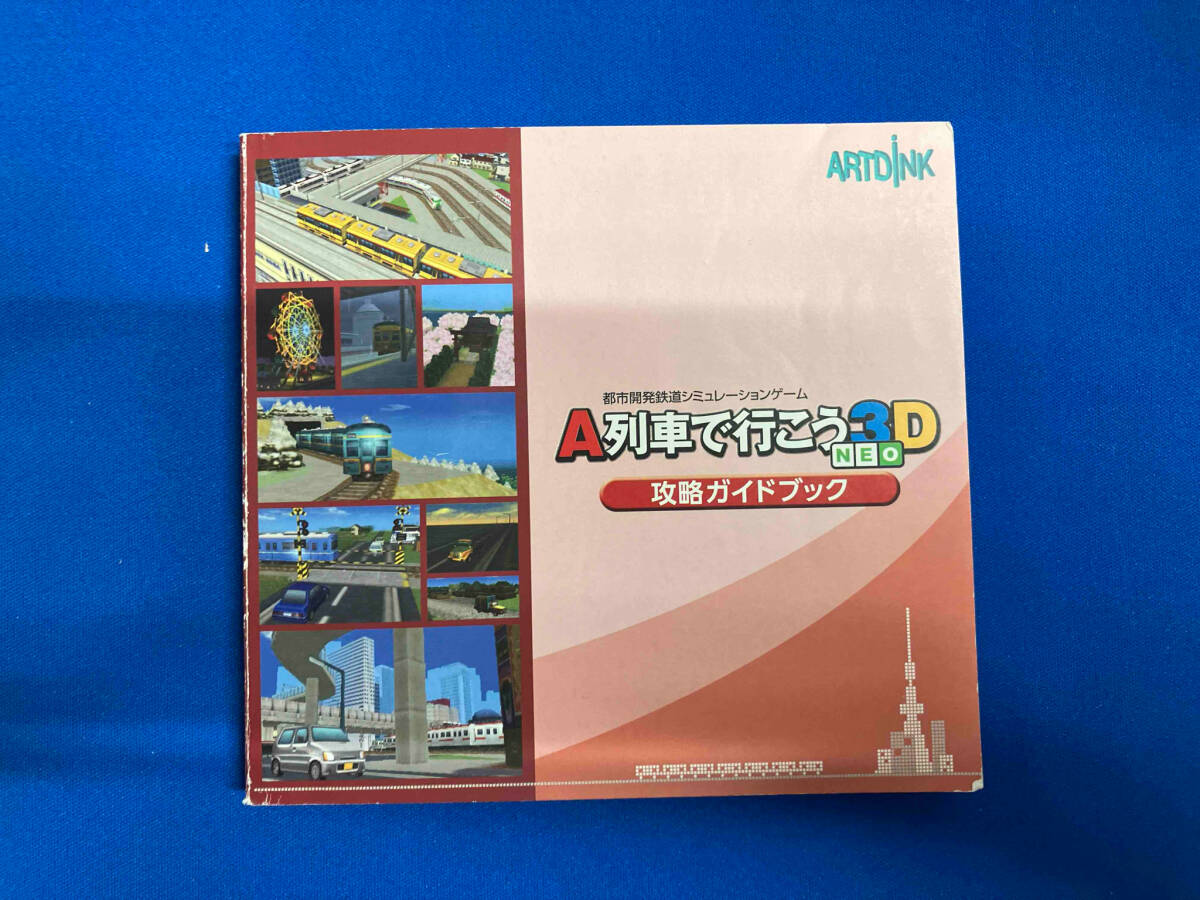 ARTDiNK
都市開発鉄道シミュレーションゲーム
A列車で行こう3D
NEO
攻略ガイドブック